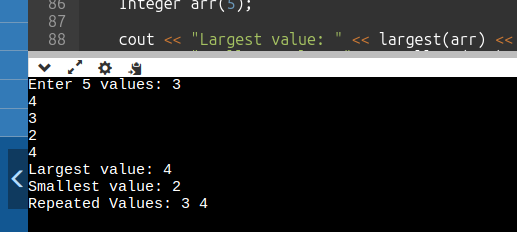 86 Integer arr(5);
87
88 cout << "Largest value: " << largest(arr) <<
Enter 5 values: 3
4
3
2
4
Largest value: 4
Smallest value: 2
Repeated Values: 3 4